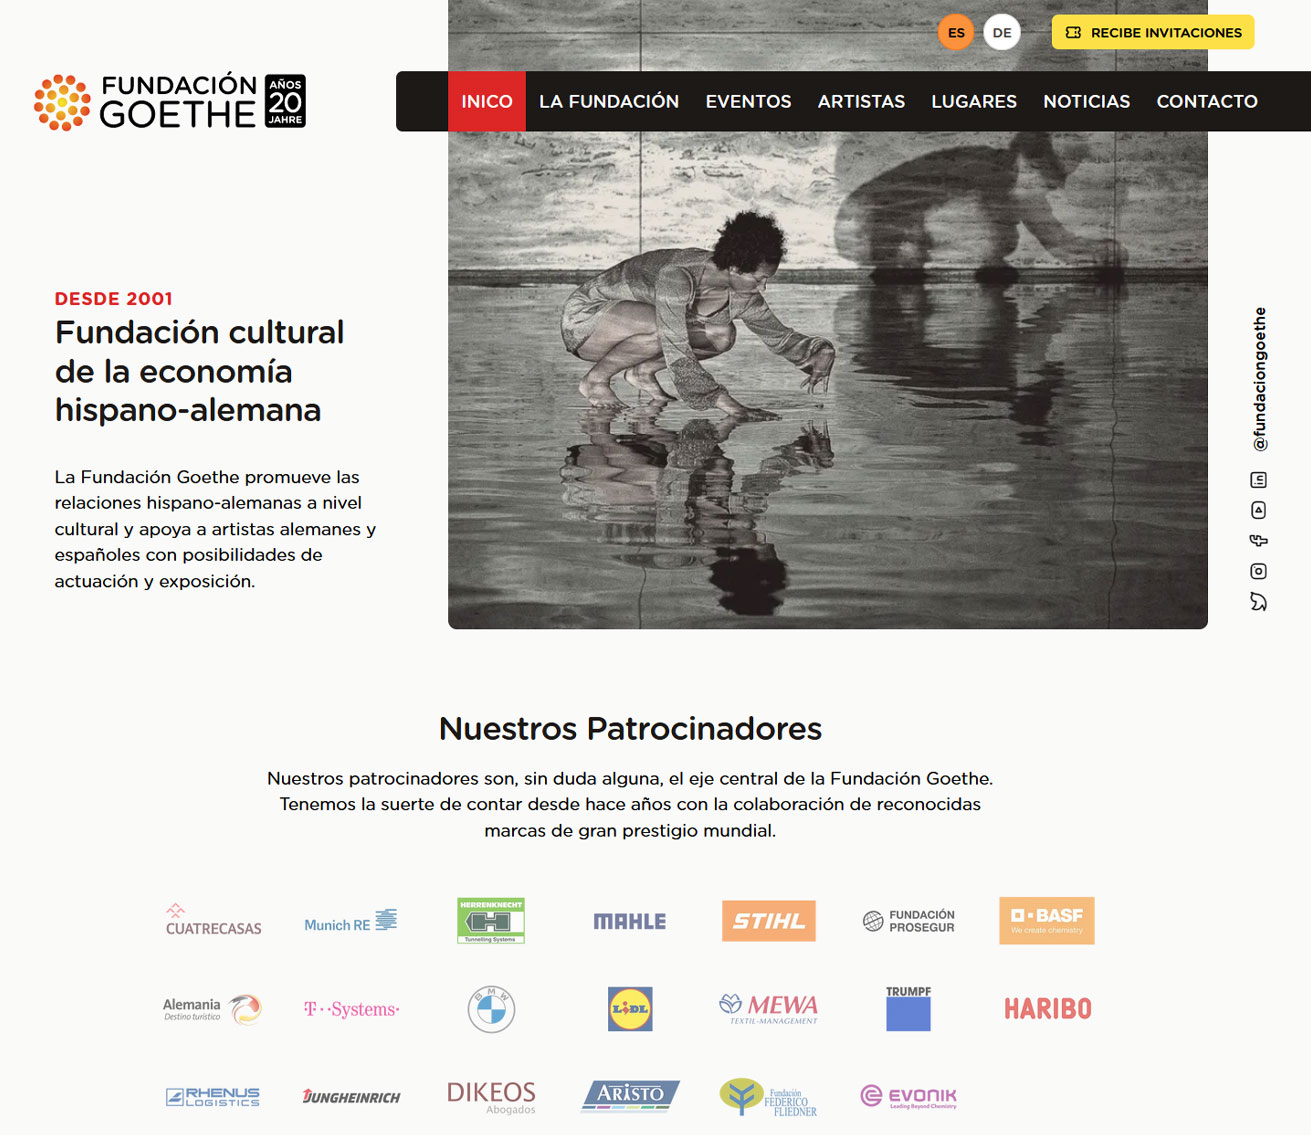 ES
DE
RECIBE INVITACIONES
FUNDACIÓN
GOETHE
AÑOS
20
JAHRE
INICO
LA FUNDACIÓN
EVENTOS
ARTISTAS
LUGARES
NOTICIAS
CONTACTO
DESDE 2001
Fundación cultural
de la economía
hispano-alemana
La Fundación Goethe promueve las
relaciones hispano-alemanas a nivel
cultural y apoya a artistas alemanes y
españoles con posibilidades de
actuación y exposición.
@fundaciongoethe
in
Nuestros Patrocinadores
Nuestros patrocinadores son, sin duda alguna, el eje central de la Fundación Goethe.
Tenemos la suerte de contar desde hace años con la colaboración de reconocidas
marcas de gran prestigio mundial.
CUATRECASAS
Munich RE
HERRENKNECHT
Tunnelling Systems
MAHLE
STIHL
FUNDACIÓN
PROSEGUR
BASF
We create chemistry
Alemania
Destino turístico
T··Systems·
BMW
LIDL
MEWA
TEXTIL-MANAGEMENT
TRUMPF
HARIBO
RHENUS
LOGISTICS
JUNGHEINRICH
DIKEOS
Abogados
ARISTO
Fundación
FEDERICO
FLIEDNER
EVONIK
Leading Beyond Chemistry